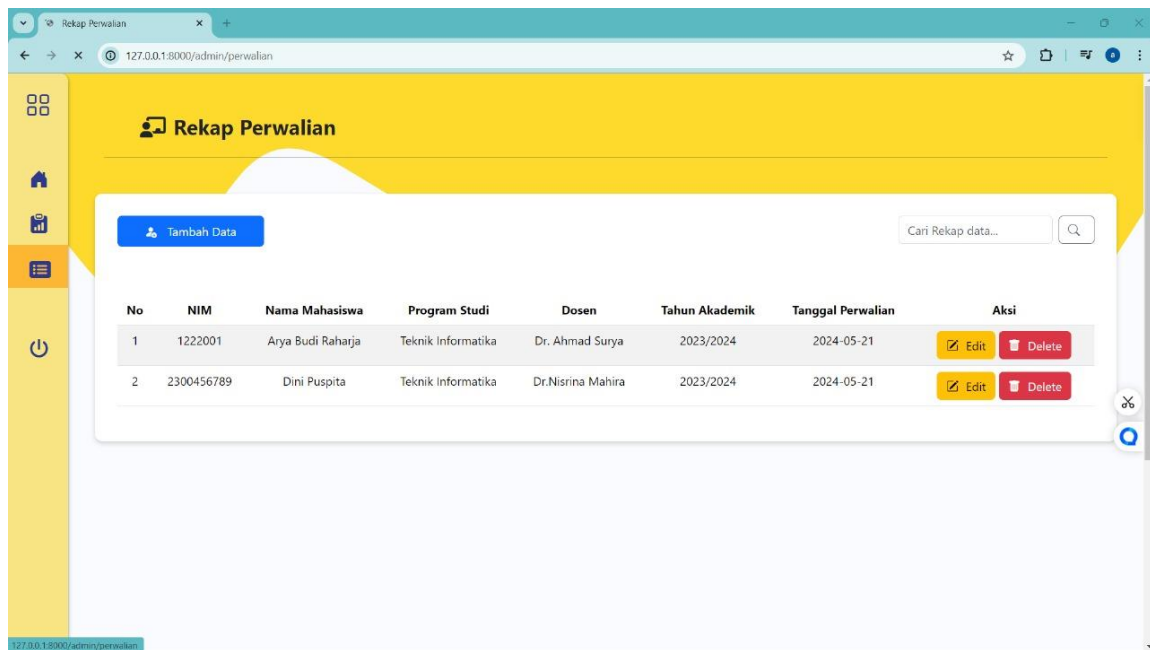 Rekap Perwalian
127.0.0.1:8000/admin/perwalian
a
Rekap Perwalian
Tambah Data
Cari Rekap data...
No NIM Nama Mahasiswa Program Studi Dosen Tahun Akademik Tanggal Perwalian Aksi
1 1222001 Arya Budi Raharja Teknik Informatika Dr. Ahmad Surya 2023/2024 2024-05-21 Edit Delete
2 2300456789 Dini Puspita Teknik Informatika Dr.Nisrina Mahira 2023/2024 2024-05-21 Edit Delete
127.0.0.1:8000/admin/perwalian